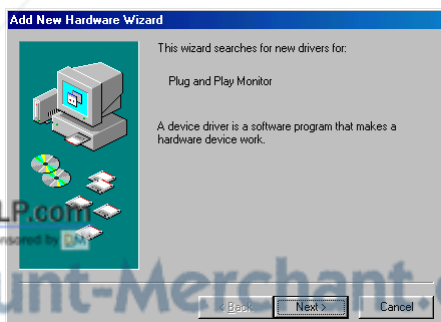 Add New Hardware Wizard
This wizard searches for new drivers for:
Plug and Play Monitor
A device driver is a software program that makes a
hardware device work.
LP.com
nsored by
unt-Merchant.
< Back
Next >
Cancel